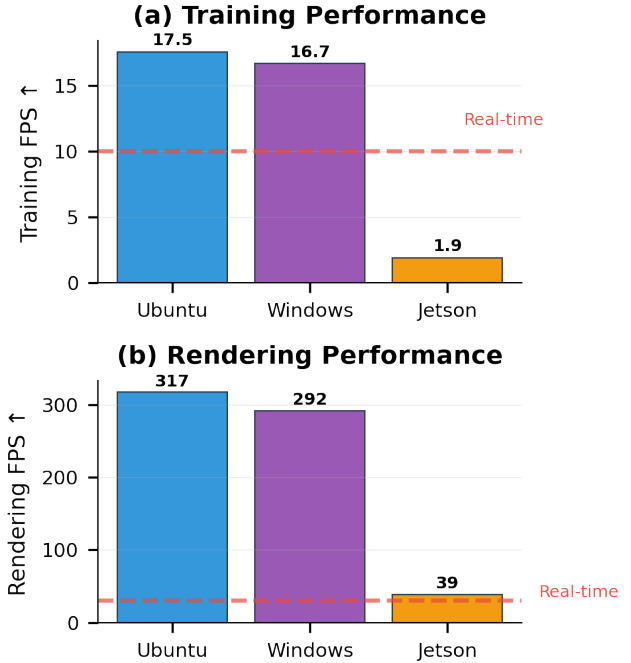 (a) Training Performance
Training FPS ↑
15
10
5
0
17.5
16.7
1.9
Real-time
Ubuntu
Windows
Jetson
(b) Rendering Performance
Rendering FPS ↑
300
200
100
0
317
292
39
Real-time
Ubuntu
Windows
Jetson